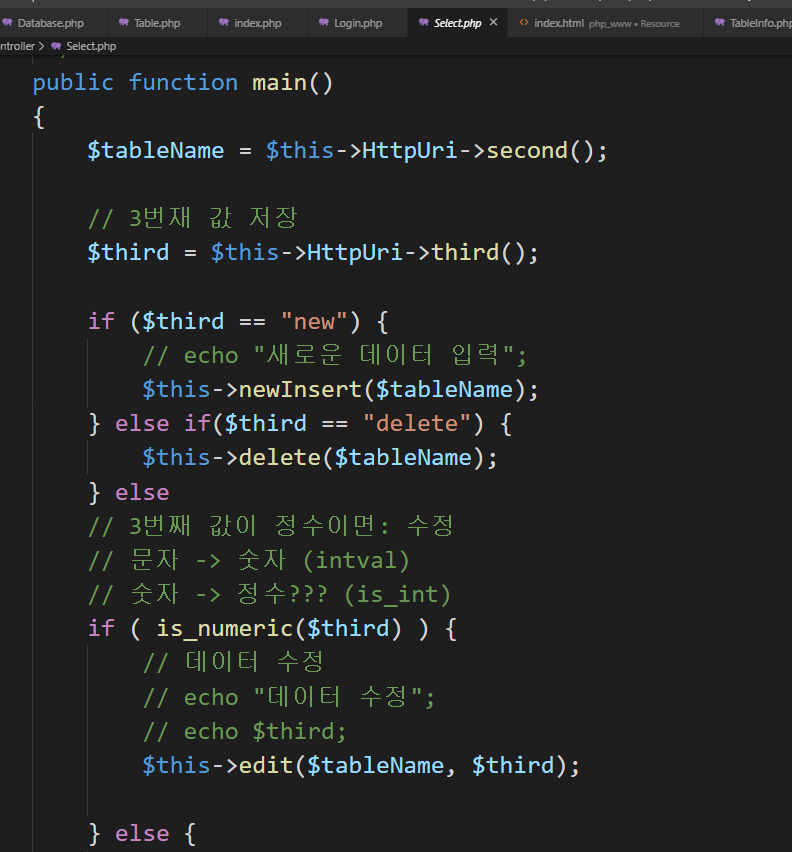 Database.php Table.php index.php Login.php Select.php index.html php_www • Resource TableInfo.php
ntroller > Select.php
public function main()
{
$tableName = $this->HttpUri->second();
// 3번재 값 저장
$third = $this->HttpUri->third();
if ($third == "new") {
// echo "새로운 데이터 입력";
$this->newInsert($tableName);
} else if($third == "delete") {
$this->delete($tableName);
} else
// 3번째 값이 정수이면: 수정
// 문자 -> 숫자 (intval)
// 숫자 -> 정수??? (is_int)
if ( is_numeric($third) ) {
// 데이터 수정
// echo "데이터 수정";
// echo $third;
$this->edit($tableName, $third);
} else {